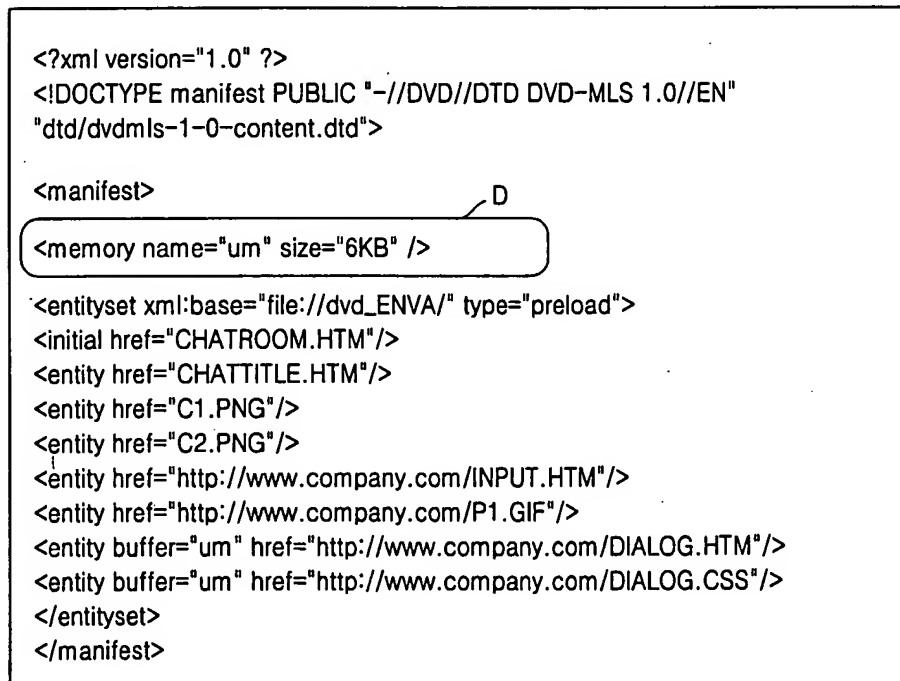 <?xml version="1.0" ?>
<!DOCTYPE manifest PUBLIC "-//DVD//DTD DVD-MLS 1.0//EN"
"dtd/dvdmls-1-0-content.dtd">
<manifest>
D
<memory name="um" size="6KB" />
<entityset xml:base="file://dvd_ENVA/" type="preload">
<initial href="CHATROOM.HTM"/>
<entity href="CHATTITLE.HTM"/>
<entity href="C1.PNG"/>
<entity href="C2.PNG"/>
<entity href="http://www.company.com/INPUT.HTM"/>
<entity href="http://www.company.com/P1.GIF"/>
<entity buffer="um" href="http://www.company.com/DIALOG.HTM"/>
<entity buffer="um" href="http://www.company.com/DIALOG.CSS"/>
</entityset>
</manifest>